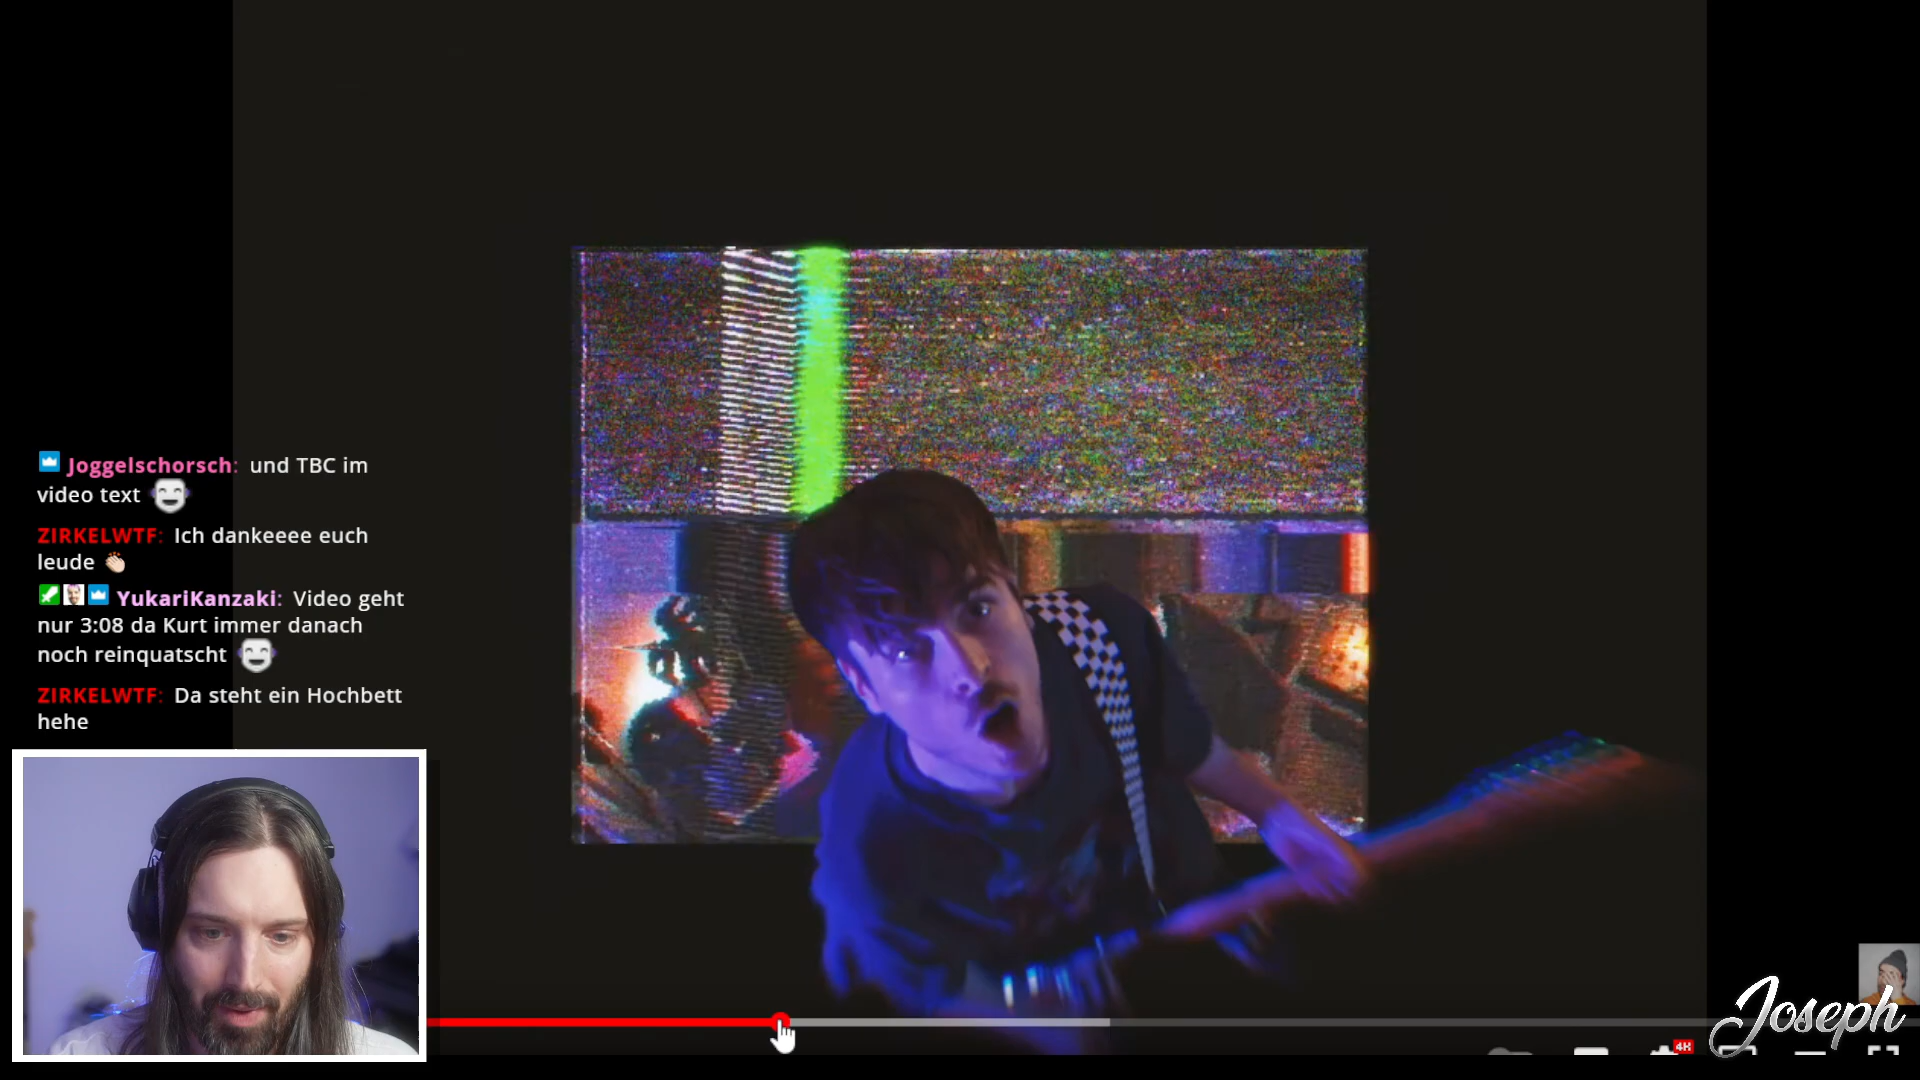 Joggelschorsch: und TBC im
video text
ZIRKELWTF: Ich dankeeee euch
leude
YukariKanzaki: Video geht
nur 3:08 da Kurt immer danach
noch reinquatscht
ZIRKELWTF: Da steht ein Hochbett
hehe
Joseph
4K